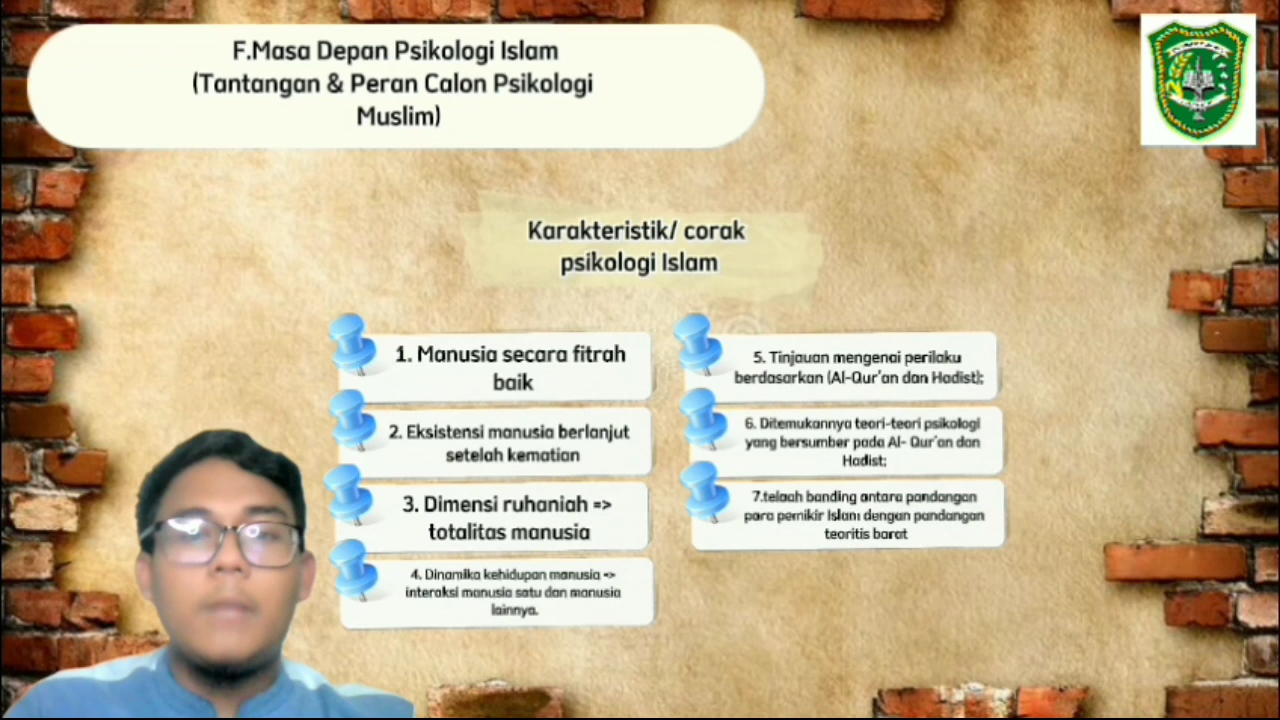 F.Masa Depan Psikologi Islam
(Tantangan & Peran Calon Psikologi
Muslim)
Karakteristik/ corak
psikologi Islam
1. Manusia secara fitrah
baik
2. Eksistensi manusia berlanjut
setelah kematian
3. Dimensi ruhaniah =>
totalitas manusia
4. Dinamika kehidupan manusia =>
interaksi manusia satu dan manusia
lainnya.
5. Tinjauan mengenai perilaku
berdasarkan (Al-Qur'an dan Hadist);
6. Ditemukannya teori-teori psikologi
yang bersumber pada Al- Qur'an dan
Hadist;
7.telaah banding antara pandangan
para pemikir Islam dengan pandangan
teoritis barat